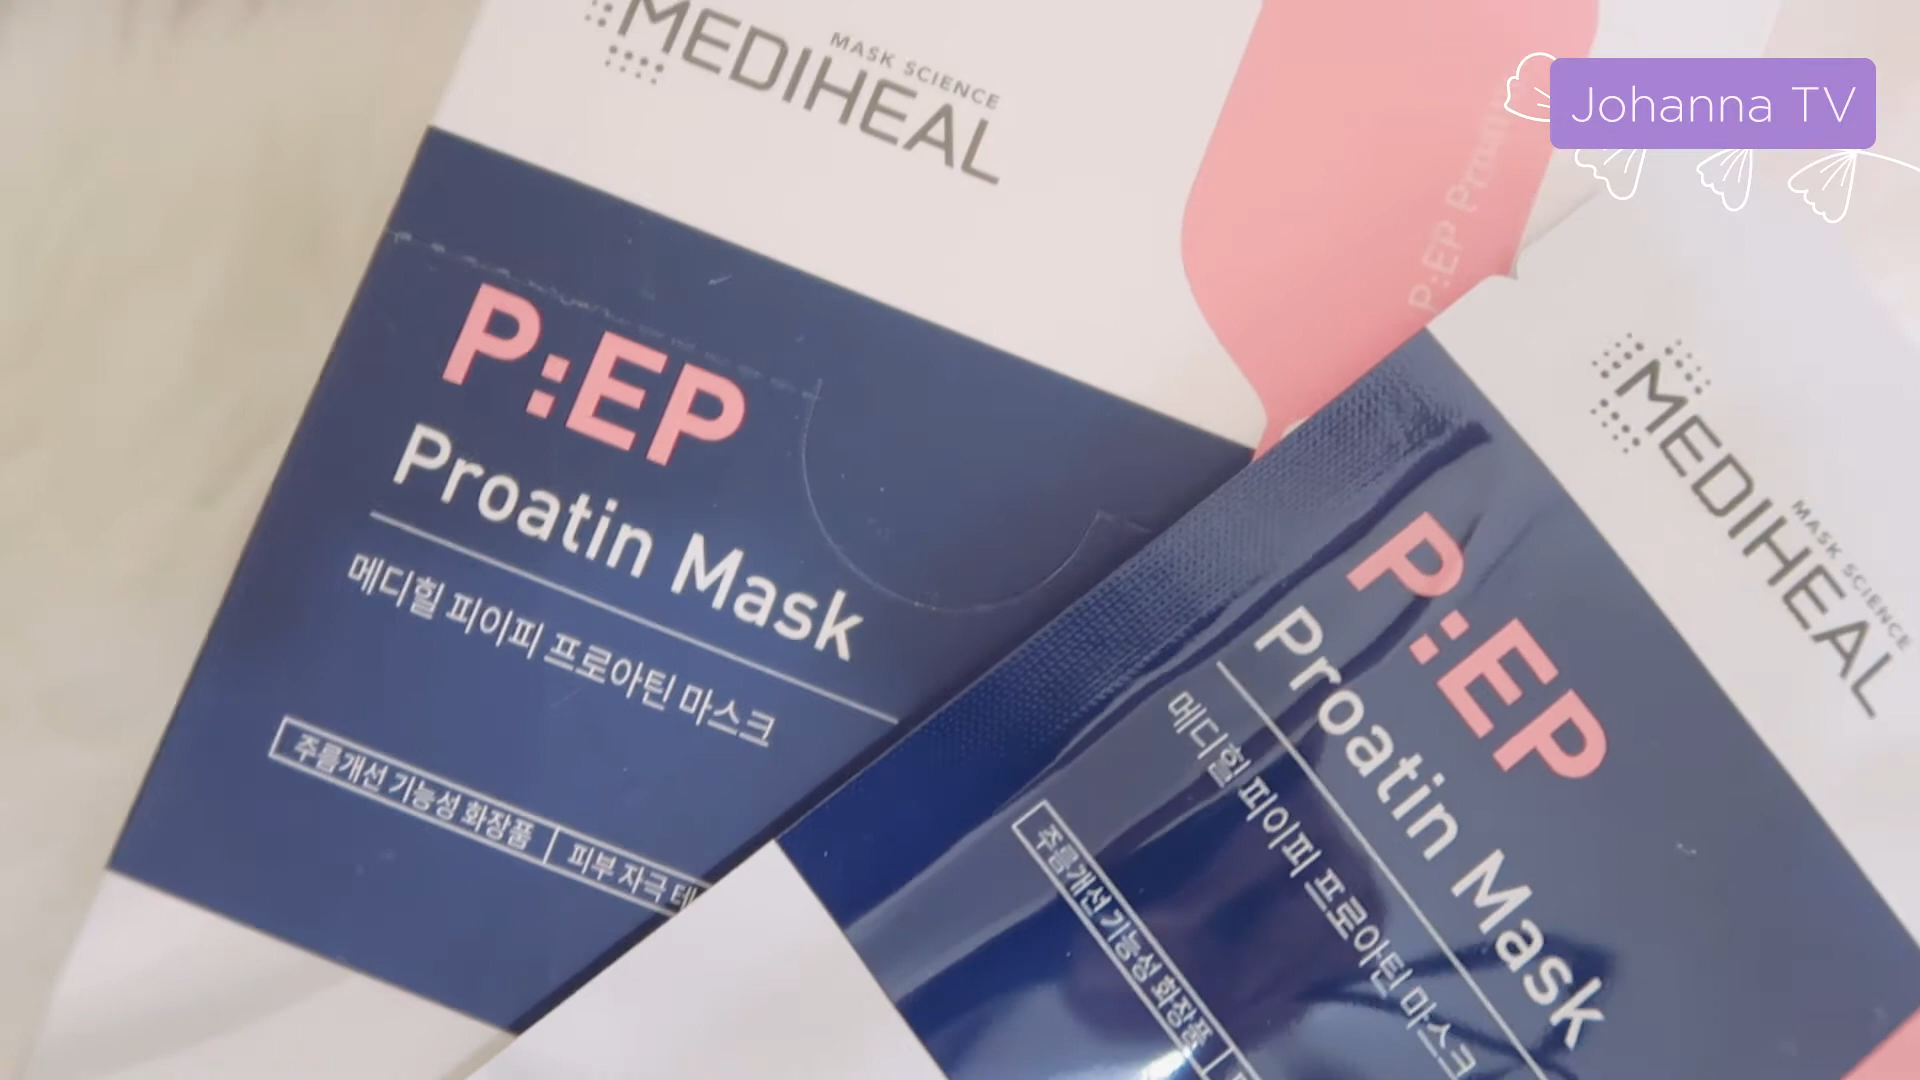 MASK SCIENCE
MEDIHEAL
P:EP
Proatin Mask
메디힐 피이피 프로아틴 마스크
주름개선 기능성 화장품 | 피부 자극
P:EP
Johanna TV
MASK SCIENCE
MEDIHEAL
P:EP
Proatin Mask
메디힐 피이피 프로아틴 마스크
주름개선 기능성 화장품